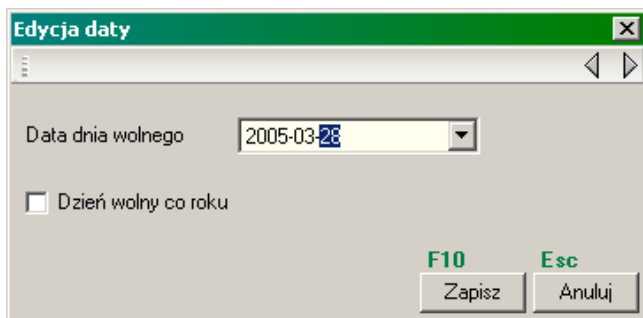 Edycja daty
Data dnia wolnego 2005-03-28
Dzień wolny co roku
F10 Esc
Zapisz Anuluj